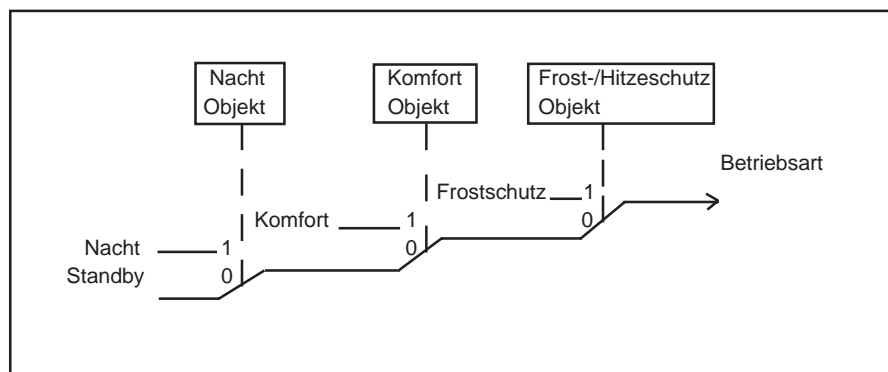 Nacht
Objekt
Komfort
Objekt
Frost-/Hitzeschutz
Objekt
Betriebsart
Frostschutz 1
0
Komfort 1
0
Nacht 1
Standby 0